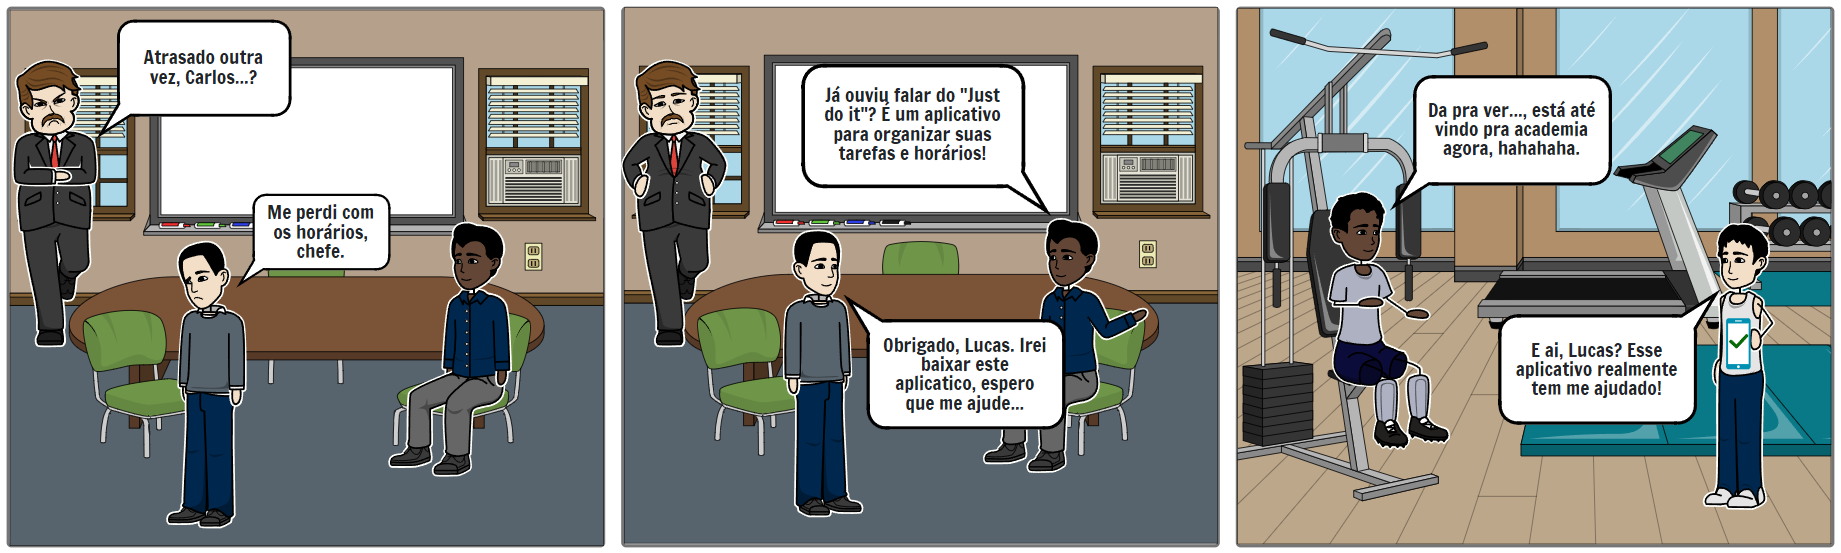 Atrasado outra
vez, Carlos...?
Me perdi com
os horários,
chefe.
Já ouviu falar do "Just
do it"? É um aplicativo
para organizar suas
tarefas e horários!
Obrigado, Lucas. Irei
baixar este
aplicatico, espero
que me ajude...
Da pra ver..., está até
vindo pra academia
agora, hahahaha.
E ai, Lucas? Esse
aplicativo realmente
tem me ajudado!